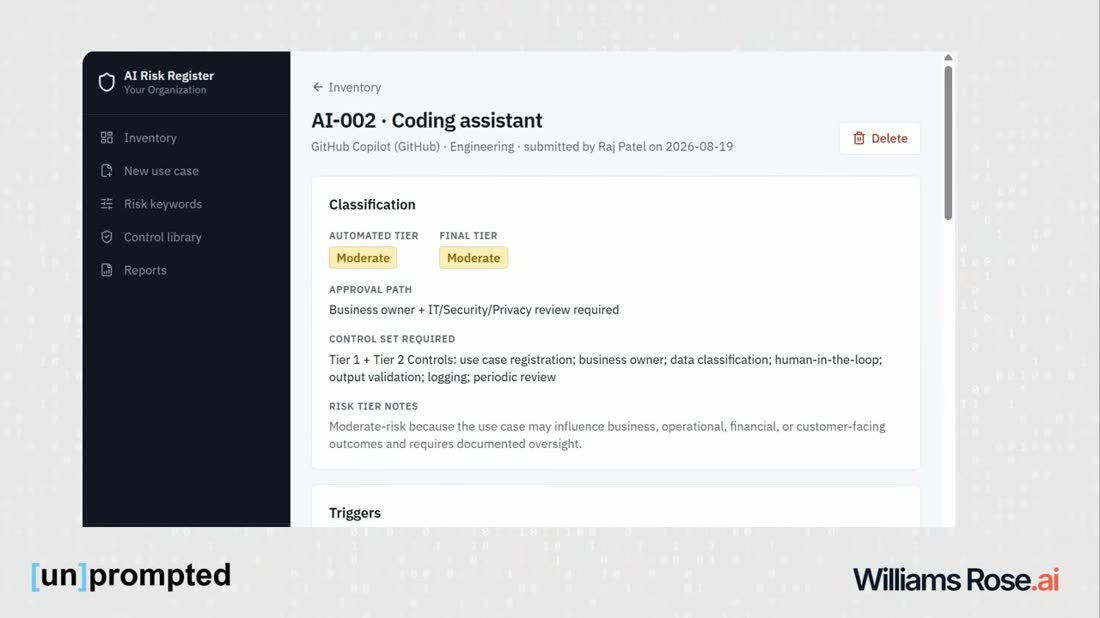 AI Risk Register
Your Organization
Inventory
New use case
Risk keywords
Control library
Reports
Inventory
AI-002 · Coding assistant
GitHub Copilot (GitHub) · Engineering · submitted by Raj Patel on 2026-08-19
Delete
Classification
AUTOMATED TIER
FINAL TIER
Moderate
Moderate
APPROVAL PATH
Business owner + IT/Security/Privacy review required
CONTROL SET REQUIRED
Tier 1 + Tier 2 Controls: use case registration; business owner; data classification; human-in-the-loop;
output validation; logging; periodic review
RISK TIER NOTES
Moderate-risk because the use case may influence business, operational, financial, or customer-facing
outcomes and requires documented oversight.
Triggers
[un]prompted
Williams Rose.ai